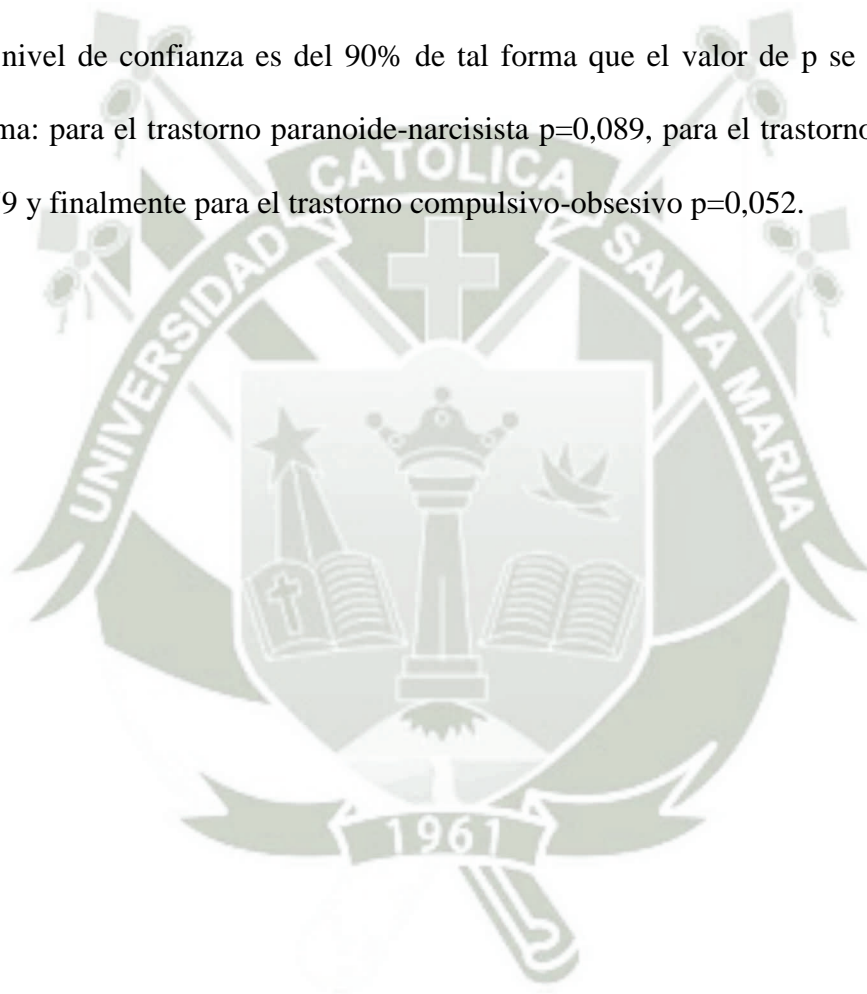 nivel de confianza es del 90% de tal forma que el valor de p se
ma: para el trastorno paranoide-narcisista p=0,089, para el trastorno
9 y finalmente para el trastorno compulsivo-obsesivo p=0,052.
UNIVERSIDAD CATOLICA SANTA MARIA
1961